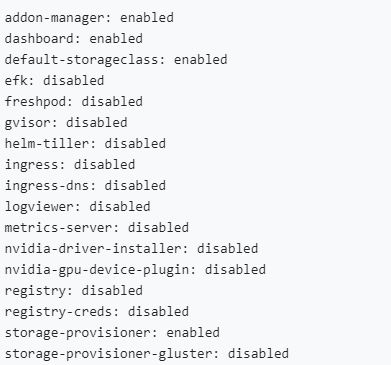 addon-manager: enabled
dashboard: enabled
default-storageclass: enabled
efk: disabled
freshpod: disabled
gvisor: disabled
helm-tiller: disabled
ingress: disabled
ingress-dns: disabled
logviewer: disabled
metrics-server: disabled
nvidia-driver-installer: disabled
nvidia-gpu-device-plugin: disabled
registry: disabled
registry-creds: disabled
storage-provisioner: enabled
storage-provisioner-gluster: disabled